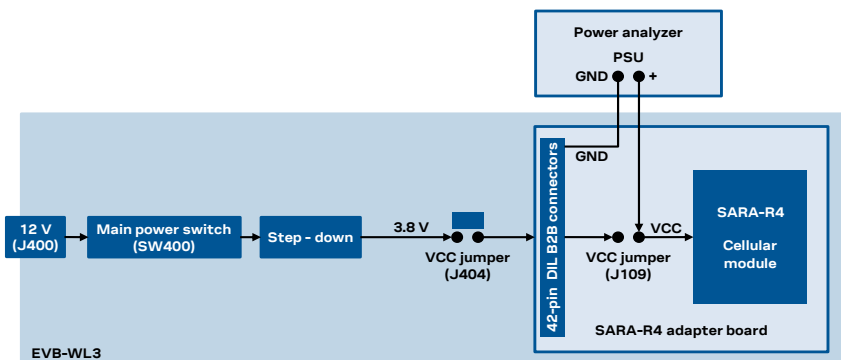 Power analyzer
PSU
GND +
GND
42-pin DIL B2B connectors
12 V
(J400)
Main power switch
(SW400)
Step - down
3.8 V
VCC jumper
(J404)
VCC jumper
(J109)
VCC
SARA-R4
Cellular
module
SARA-R4 adapter board
EVB-WL3